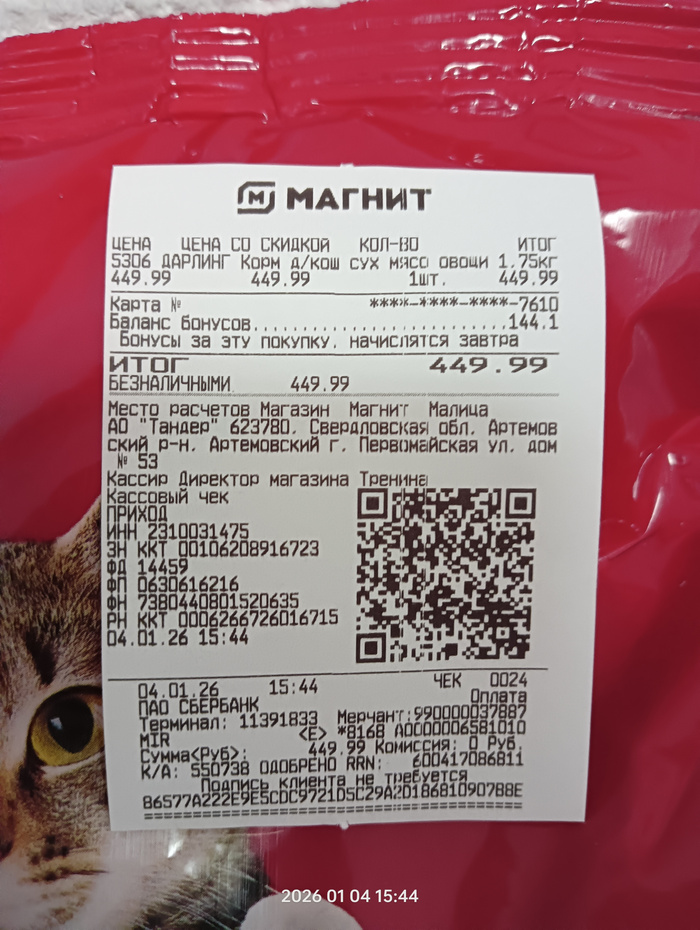 МАГНИТ
ЦЕНА ЦЕНА СО СКИДКОЙ КОЛ-ВО ИТОГ
5306 ДАРЛИНГ Корм д/кош сух мясо овощи 1.75кг
449.99 449.99 1шт. 449.99
Карта № ****-****-****-7610
Баланс бонусов..............................144.1
Бонусы за эту покупку, начислятся завтра
ИТОГ 449.99
БЕЗНАЛИЧНЫМИ 449.99
Место расчетов Магазин Магнит Малица
АО "Тандер" 623780, Свердловская обл, Артемов
ский р-н, Артемовский г, Первомайская ул, дом
№ 53
Кассир Директор магазина Тренина
Кассовый чек
ПРИХОД
ИНН 2310031475
ЗН ККТ 00106208916723
ФД 14459
ФП 0630616216
ФН 7380440801520635
РН ККТ 0006266726016715
04.01.26 15:44
04.01.26 15:44 ЧЕК 0024
ПАО СБЕРБАНК Оплата
Терминал: 11391833 Мерчант:990000037887
MIR <E> *8168 A0000006581010
Сумма<Руб>: 449.99 Комиссия: 0 Руб.
К/А: 550738 ОДОБРЕНО RRN: 600417086811
Подпись клиента не требуется
86577A222E9E5CDC9721D5C29A2D18681090788E
==============================
2026 01 04 15:44